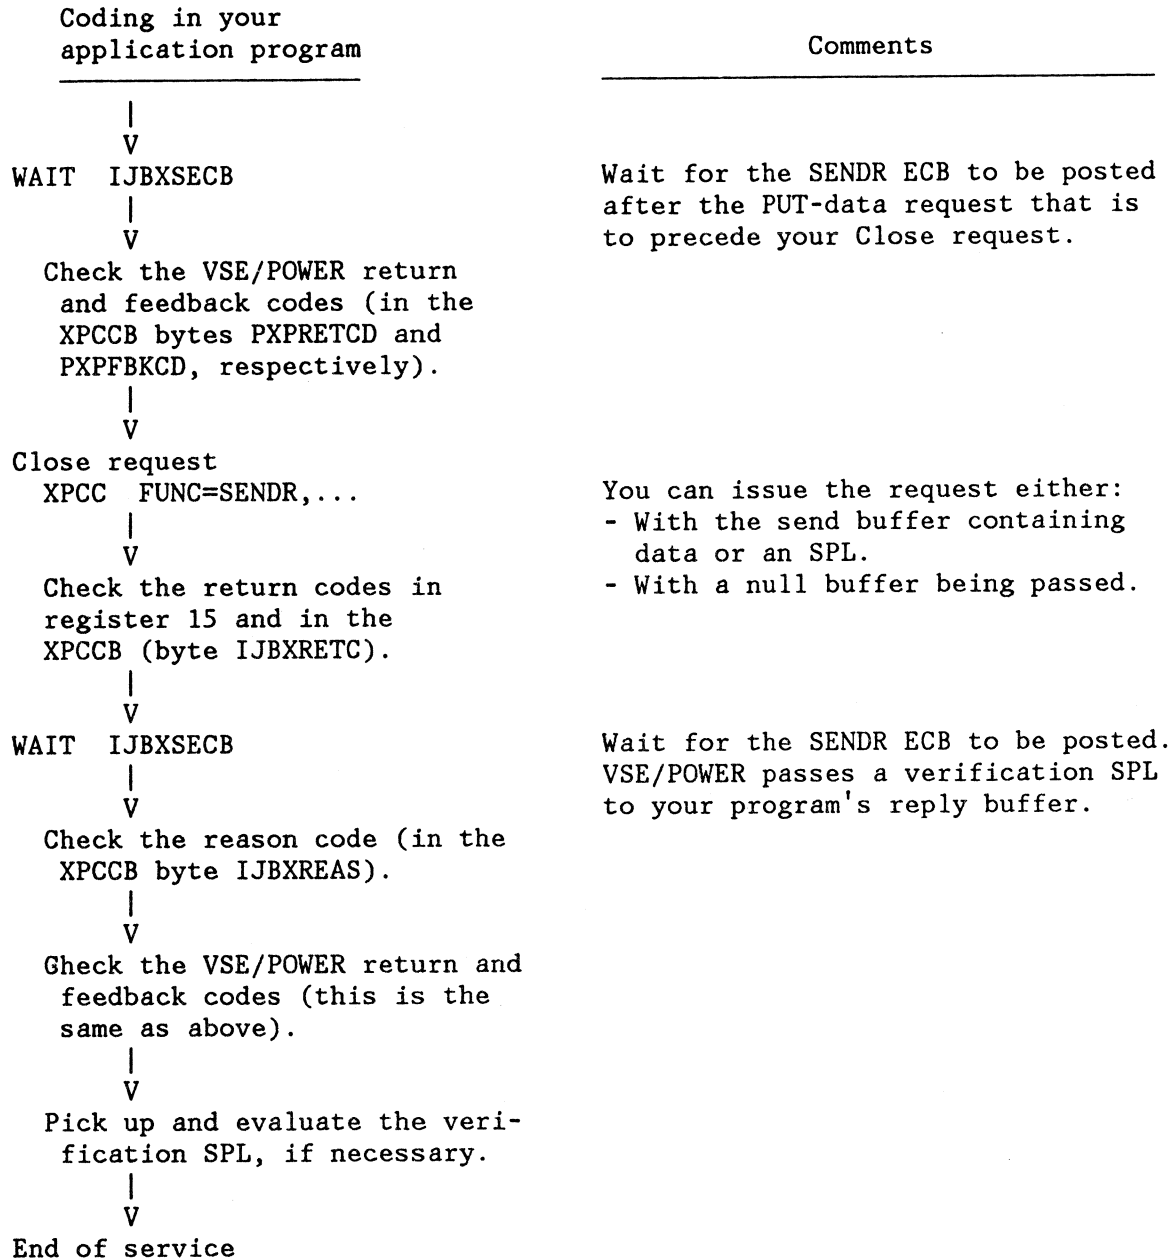 Coding in your
application program
Comments
|
V
WAIT IJBXSECB
Wait for the SENDR ECB to be posted
after the PUT-data request that is
to precede your Close request.
|
V
Check the VSE/POWER return
and feedback codes (in the
XPCCB bytes PXPRETCD and
PXPFBKCD, respectively).
|
V
Close request
XPCC FUNC=SENDR,...
You can issue the request either:
- With the send buffer containing
data or an SPL.
- With a null buffer being passed.
|
V
Check the return codes in
register 15 and in the
XPCCB (byte IJBXRETC).
|
V
WAIT IJBXSECB
Wait for the SENDR ECB to be posted.
VSE/POWER passes a verification SPL
to your program's reply buffer.
|
V
Check the reason code (in the
XPCCB byte IJBXREAS).
|
V
Gheck the VSE/POWER return and
feedback codes (this is the
same as above).
|
V
Pick up and evaluate the veri-
fication SPL, if necessary.
|
V
End of service